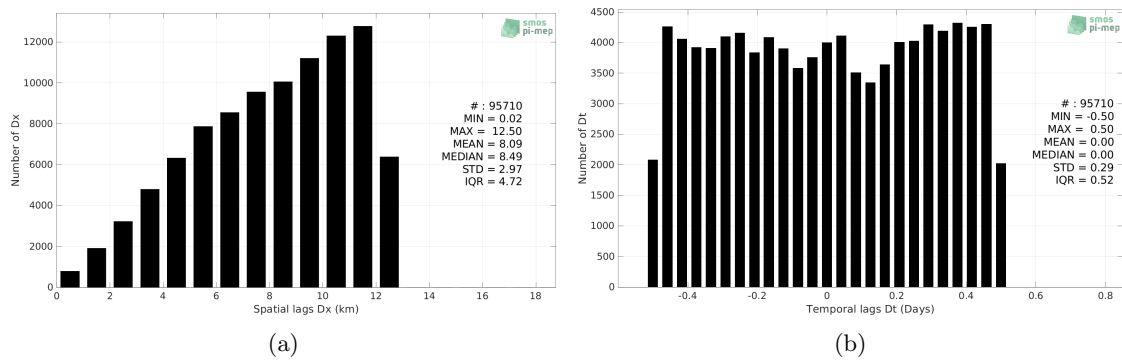 smos
pi-mep
12000
10000
8000
6000
4000
2000
0
Number of Dx
0 2 4 6 8 10 12 14 16 18
Spatial lags Dx (km)
# : 95710
MIN = 0.02
MAX = 12.50
MEAN = 8.09
MEDIAN = 8.49
STD = 2.97
IQR = 4.72
(a)
smos
pi-mep
4500
4000
3500
3000
2500
2000
1500
1000
500
0
Number of Dt
-0.4 -0.2 0 0.2 0.4 0.6 0.8
Temporal lags Dt (Days)
# : 95710
MIN = -0.50
MAX = 0.50
MEAN = 0.00
MEDIAN = 0.00
STD = 0.29
IQR = 0.52
(b)